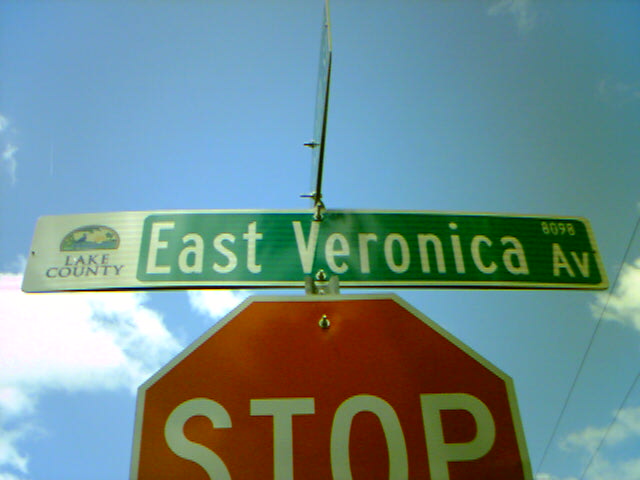 LAKE
COUNTY
East Veronica Av
8098
STOP